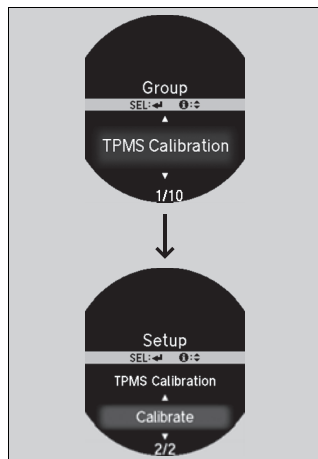 Group
SEL:↵ ℹ:≑
▲
TPMS Calibration
▼
1/10
Setup
SEL:↵ ℹ:≑
TPMS Calibration
▲
Calibrate
▼
2/2